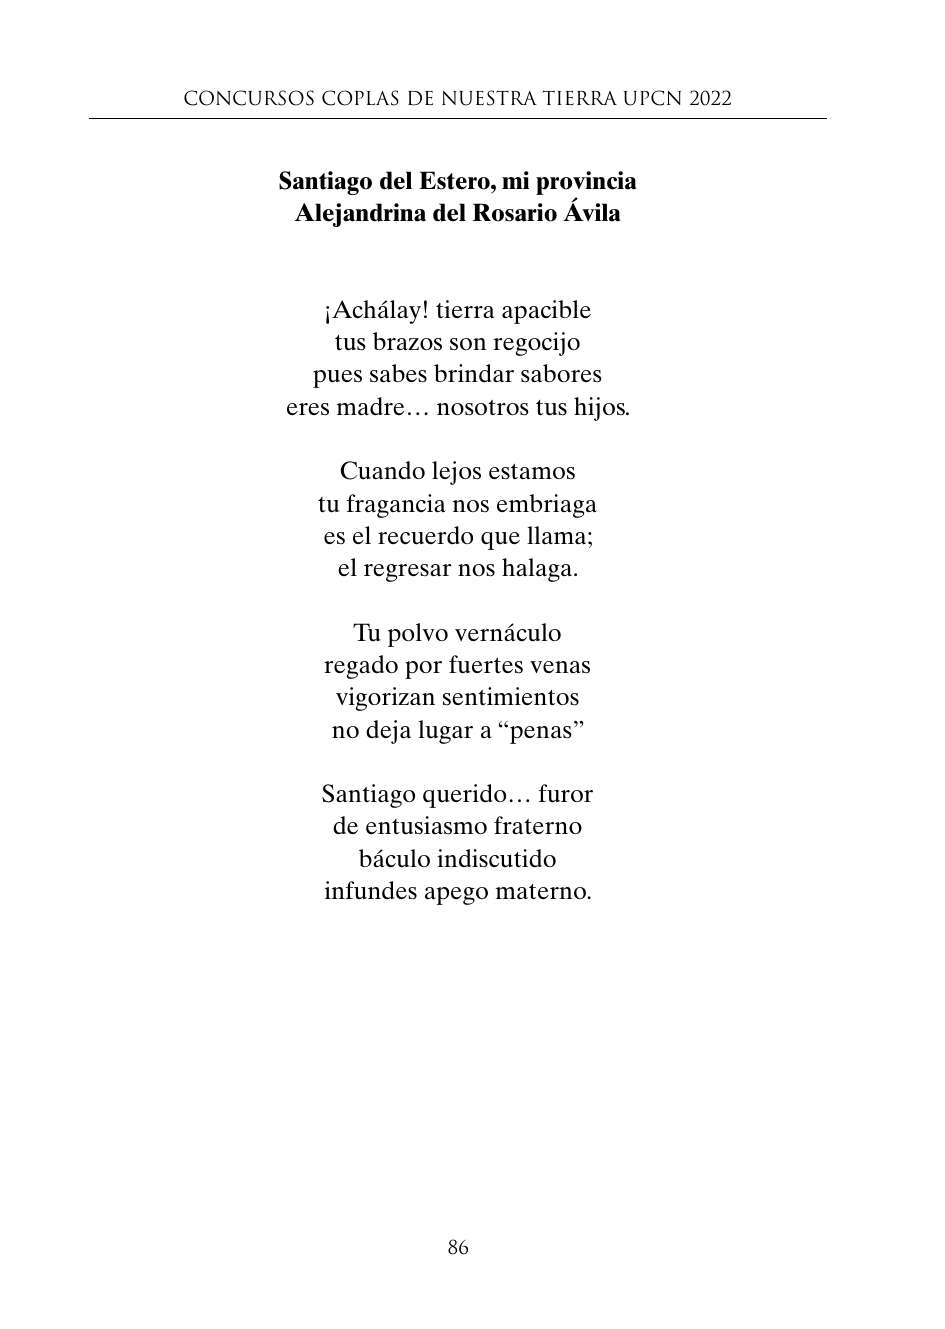 CONCURSOS COPLAS DE NUESTRA TIERRA UPCN 2022
Santiago del Estero, mi provincia
Alejandrina del Rosario Ávila
¡Achálay! tierra apacible
tus brazos son regocijo
pues sabes brindar sabores
eres madre… nosotros tus hijos.
Cuando lejos estamos
tu fragancia nos embriaga
es el recuerdo que llama;
el regresar nos halaga.
Tu polvo vernáculo
regado por fuertes venas
vigorizan sentimientos
no deja lugar a “penas”
Santiago querido… furor
de entusiasmo fraterno
báculo indiscutido
infundes apego materno.
86